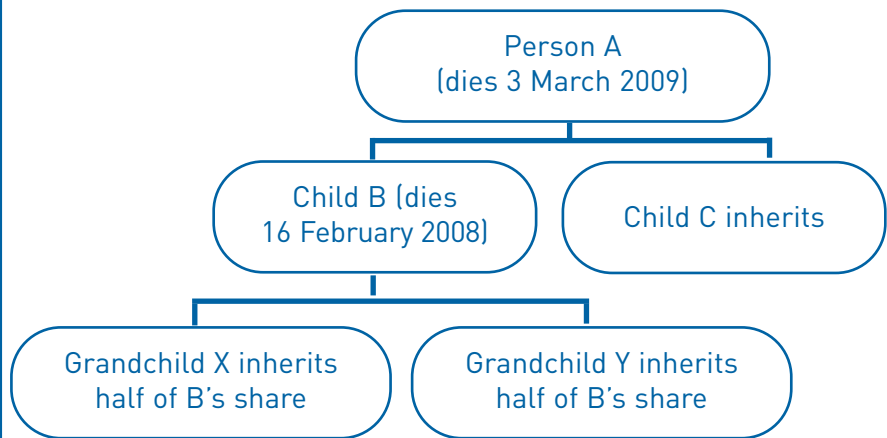 Person A
(dies 3 March 2009)
Child B (dies
16 February 2008)
Child C inherits
Grandchild X inherits
half of B’s share
Grandchild Y inherits
half of B’s share